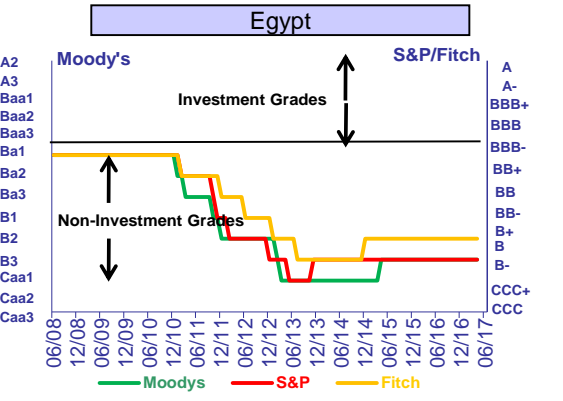 Egypt
Moody's
S&P/Fitch
A2
A3
Baa1
Baa2
Baa3
Ba1
Ba2
Ba3
B1
B2
B3
Caa1
Caa2
Caa3
Investment Grades
Non-Investment Grades
A
A-
BBB+
BBB
BBB-
BB+
BB
BB-
B+
B
B-
CCC+
CCC
06/08
12/08
06/09
12/09
06/10
12/10
06/11
12/11
06/12
12/12
06/13
12/13
06/14
12/14
06/15
12/15
06/16
12/16
06/17
Moodys
S&P
Fitch